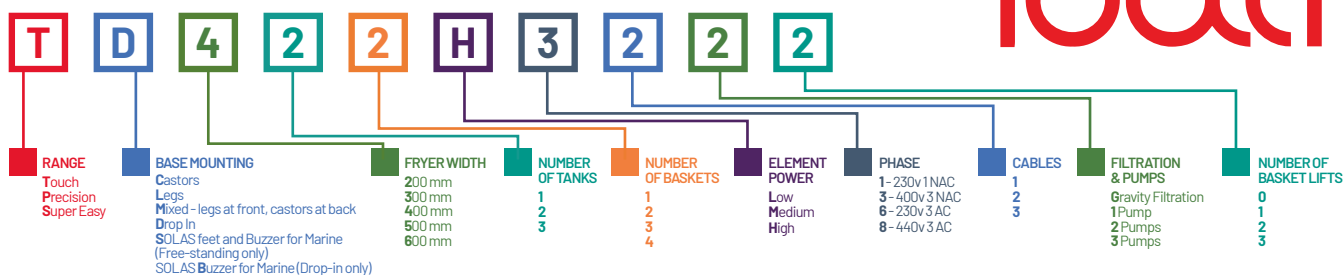 T D 4 2 2 H 3 2 2 2
RANGE
Touch
Precision
Super Easy
BASE MOUNTING
Castors
Legs
Mixed - legs at front, castors at back
Drop In
SOLAS feet and Buzzer for Marine
(Free-standing only)
SOLAS Buzzer for Marine (Drop-in only)
FRYER WIDTH
200 mm
300 mm
400 mm
500 mm
600 mm
NUMBER
OF TANKS
1
2
3
NUMBER
OF BASKETS
1
2
3
4
ELEMENT
POWER
Low
Medium
High
PHASE
1 - 230v 1 NAC
3 - 400v 3 NAC
6 - 230v 3 AC
8 - 440v 3 AC
CABLES
1
2
3
FILTRATION
& PUMPS
Gravity Filtration
1 Pump
2 Pumps
3 Pumps
NUMBER OF
BASKET LIFTS
0
1
2
3